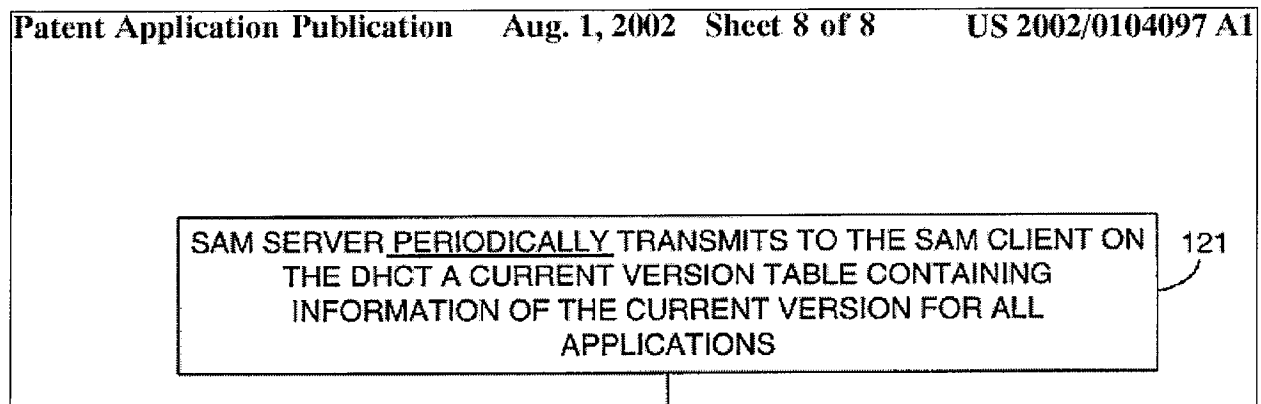 Patent Application Publication Aug. 1, 2002 Sheet 8 of 8 US 2002/0104097 A1
SAM SERVER PERIODICALLY TRANSMITS TO THE SAM CLIENT ON 121
THE DHCT A CURRENT VERSION TABLE CONTAINING
INFORMATION OF THE CURRENT VERSION FOR ALL
APPLICATIONS